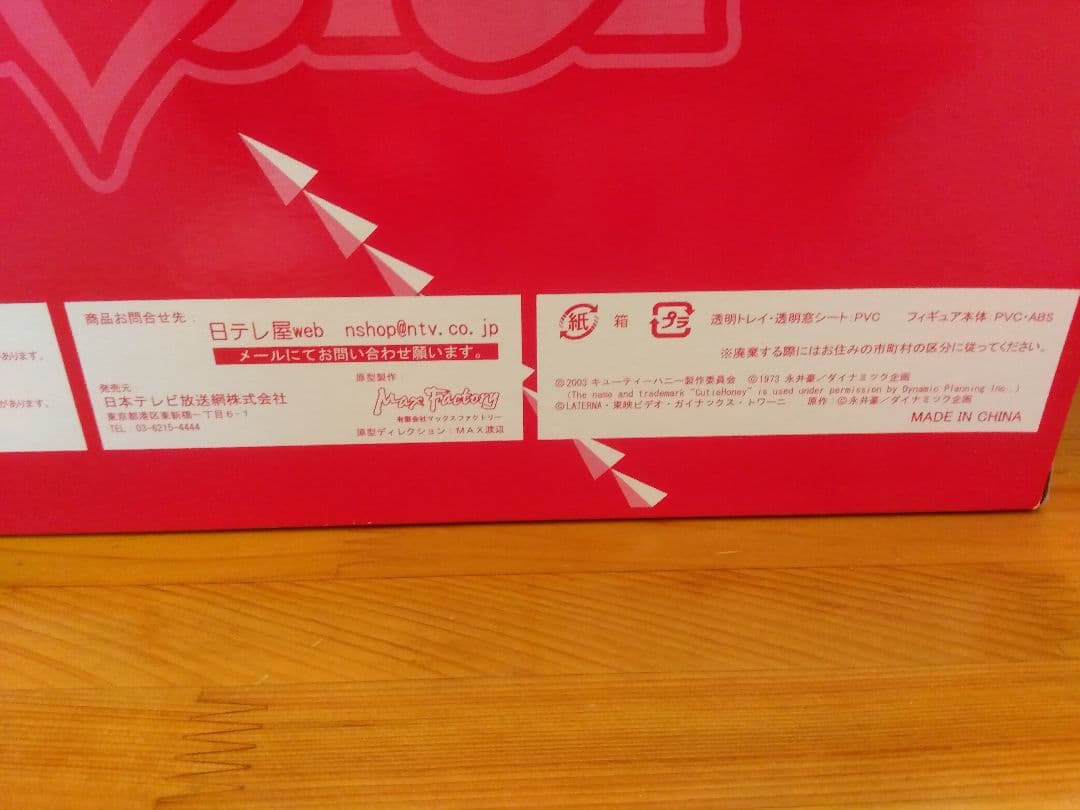 があります。
があります。
商品お問合せ先：
日テレ屋web nshop@ntv.co.jp
メールにてお問い合わせ願います。
発売元：
日本テレビ放送網株式会社
東京都港区東新橋一丁目6-1
TEL 03-6215-4444
原型製作：
Max Factory
有限会社マックスファクトリー
原型ディレクション：MAX渡辺
紙 箱 プラ 透明トレイ・透明窓シート：PVC フィギュア本体：PVC・ABS
※廃棄する際にはお住みの市町村の区分に従ってください。
©2003 キューティーハニー製作委員会 ©1973 永井豪／ダイナミック企画
(The name and trademark "CutieHoney" is used under permission by Dynamic Planning Inc.,)
©LATERNA・東映ビデオ・ガイナックス・トワーニ 原作 ©永井豪／ダイナミック企画
MADE IN CHINA